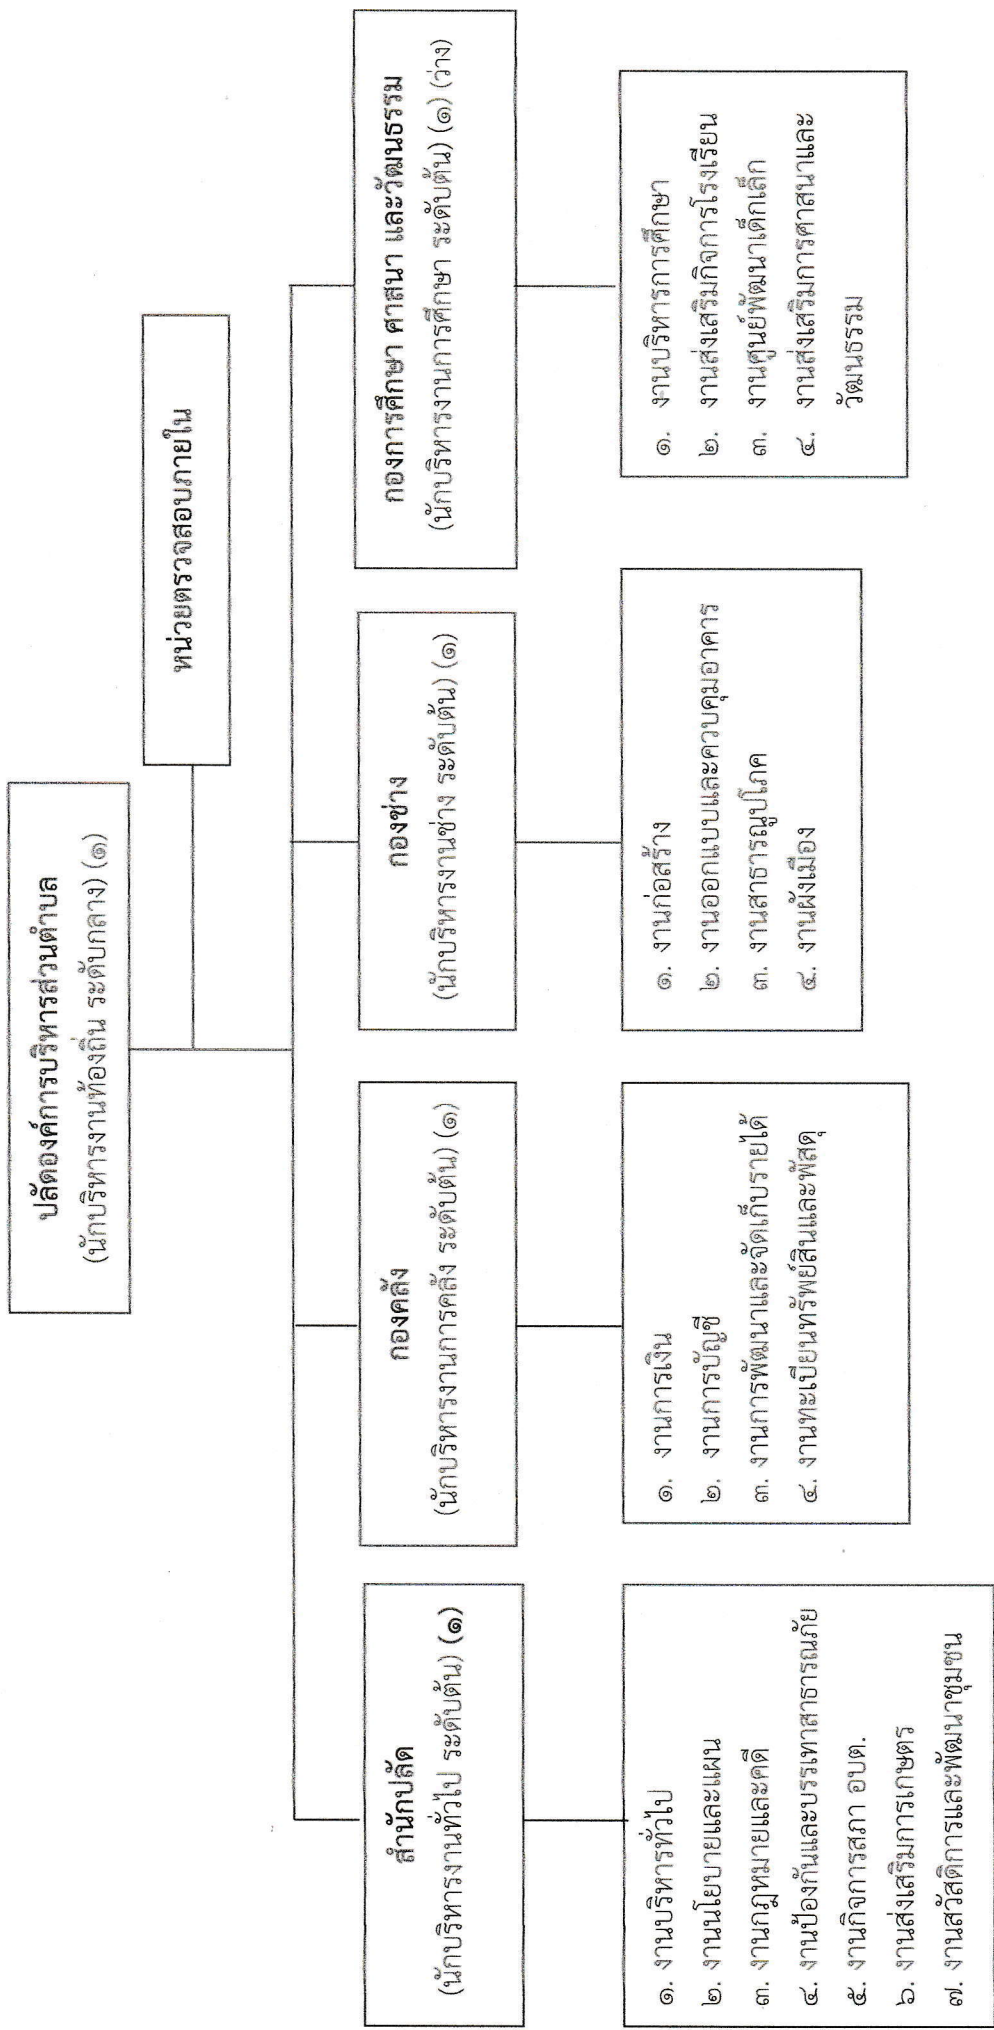 ปลัดองค์การบริหารส่วนตำบล
(นักบริหารงานท้องถิ่น ระดับกลาง) (๑)
หน่วยตรวจสอบภายใน
สำนักปลัด
(นักบริหารงานทั่วไป ระดับต้น) (๑)
กองคลัง
(นักบริหารงานการคลัง ระดับต้น) (๑)
กองช่าง
(นักบริหารงานช่าง ระดับต้น) (๑)
กองการศึกษา ศาสนา และวัฒนธรรม
(นักบริหารงานการศึกษา ระดับต้น) (๑) (ว่าง)
๑. งานบริหารทั่วไป
๒. งานนโยบายและแผน
๓. งานกฎหมายและคดี
๔. งานป้องกันและบรรเทาสาธารณภัย
๕. งานกิจการสภา อบต.
๖. งานส่งเสริมการเกษตร
๗. งานสวัสดิการและพัฒนาชุมชน
๑. งานการเงิน
๒. งานการบัญชี
๓. งานการพัฒนาและจัดเก็บรายได้
๔. งานทะเบียนทรัพย์สินและพัสดุ
๑. งานก่อสร้าง
๒. งานออกแบบและควบคุมอาคาร
๓. งานสาธารณูปโภค
๔. งานผังเมือง
๑. งานบริหารการศึกษา
๒. งานส่งเสริมกิจการโรงเรียน
๓. งานศูนย์พัฒนาเด็กเล็ก
๔. งานส่งเสริมการศาสนาและ
วัฒนธรรม